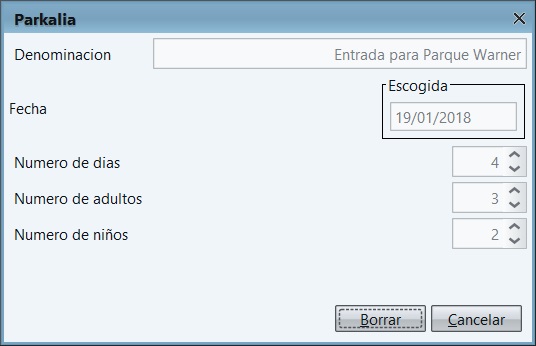 Parkalia
Denominacion Entrada para Parque Warner
Escogida
Fecha
19/01/2018
Numero de dias 4
Numero de adultos 3
Numero de niños 2
Borrar Cancelar